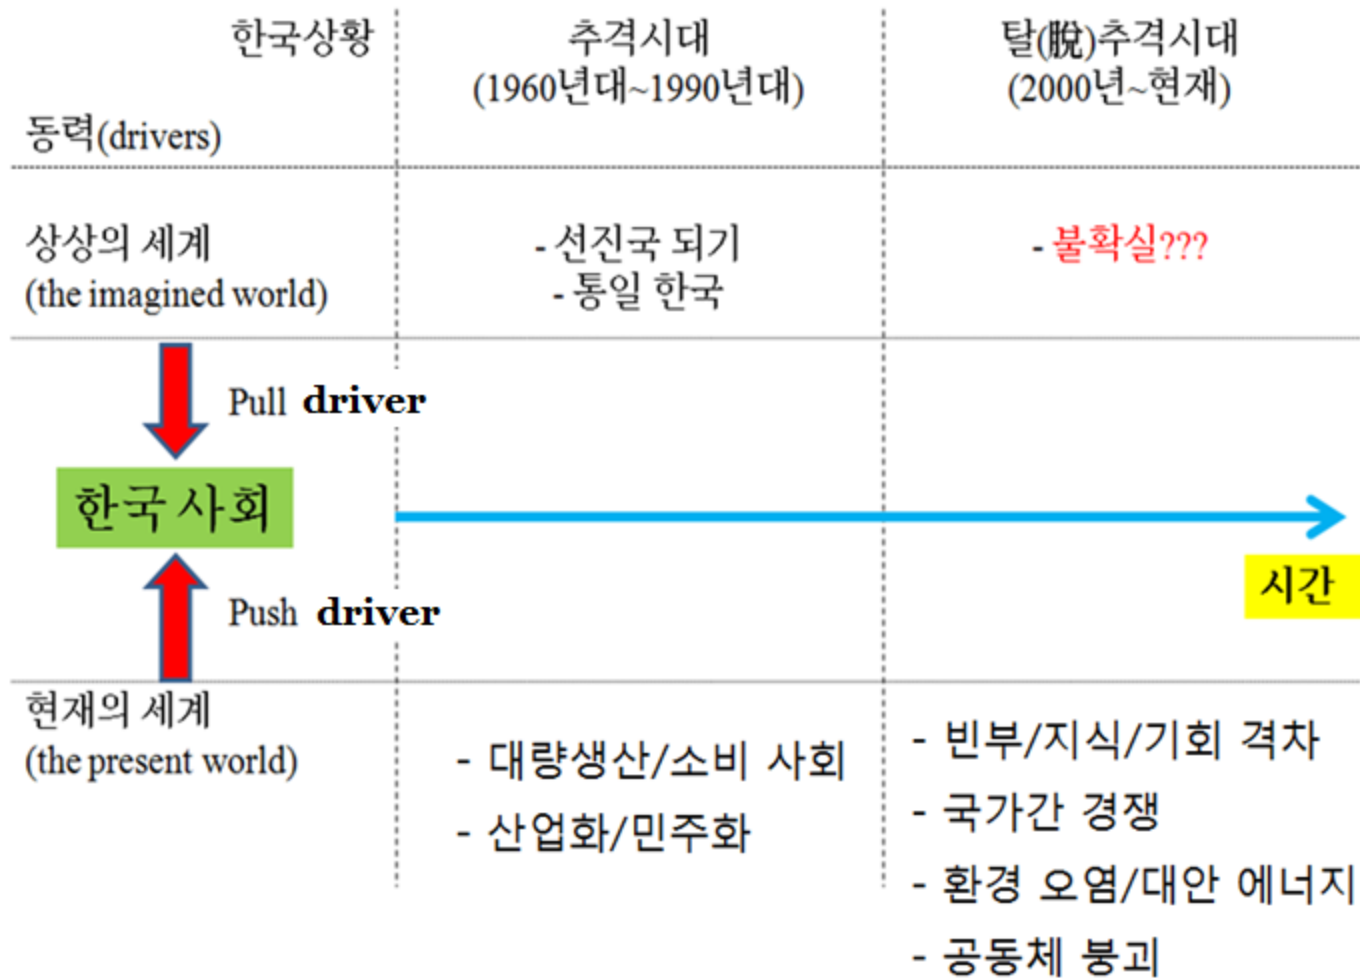 한국상황
추격시대
(1960년대~1990년대)
탈(脫)추격시대
(2000년~현재)
동력(drivers)
상상의 세계
(the imagined world)
- 선진국 되기
- 통일 한국
- 불확실???
Pull driver
한국 사회
시간
Push driver
현재의 세계
(the present world)
- 대량생산/소비 사회
- 산업화/민주화
- 빈부/지식/기회 격차
- 국가간 경쟁
- 환경 오염/대안 에너지
- 공동체 붕괴